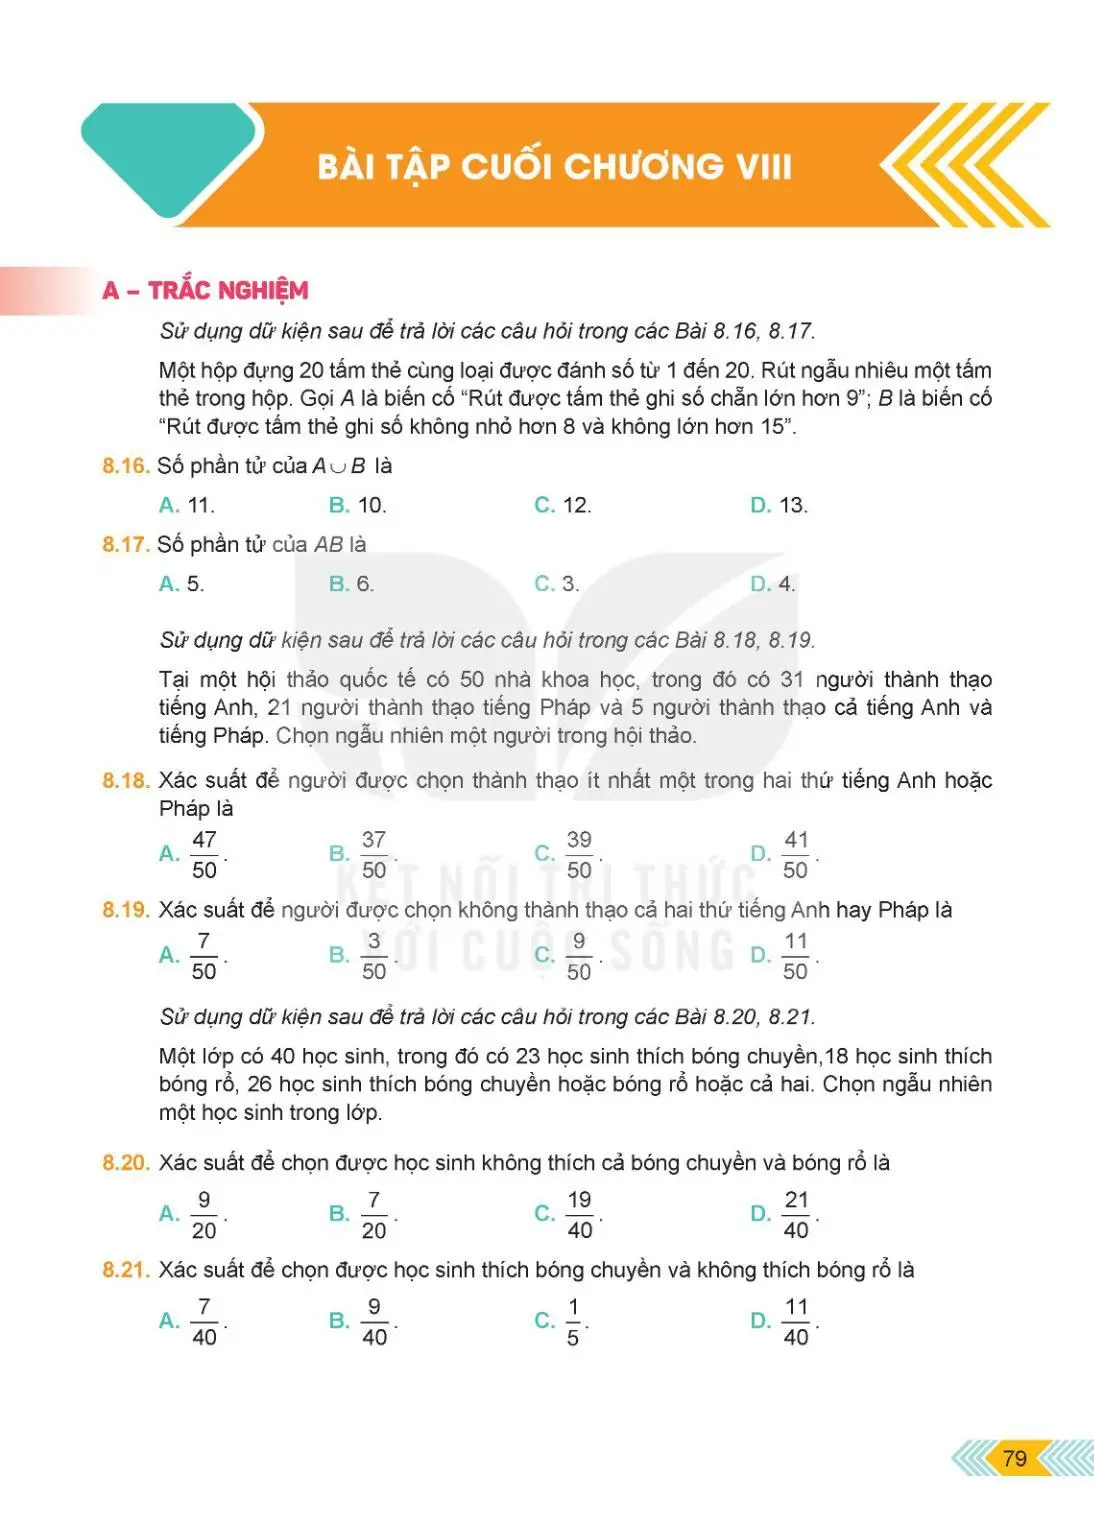 BÀI TẬP CUỐI CHƯƠNG VIII
A – TRẮC NGHIỆM
Sử dụng dữ kiện sau để trả lời các câu hỏi trong các Bài 8.16, 8.17.
Một hộp đựng 20 tấm thẻ cùng loại được đánh số từ 1 đến 20. Rút ngẫu nhiên một tấm
thẻ trong hộp. Gọi A là biến cố “Rút được tấm thẻ ghi số chẵn lớn hơn 9”; B là biến cố
“Rút được tấm thẻ ghi số không nhỏ hơn 8 và không lớn hơn 15”.
8.16. Số phần tử của A ∪ B là
A. 11. B. 10. C. 12. D. 13.
8.17. Số phần tử của AB là
A. 5. B. 6. C. 3. D. 4.
Sử dụng dữ kiện sau để trả lời các câu hỏi trong các Bài 8.18, 8.19.
Tại một hội thảo quốc tế có 50 nhà khoa học, trong đó có 31 người thành thạo
tiếng Anh, 21 người thành thạo tiếng Pháp và 5 người thành thạo cả tiếng Anh và
tiếng Pháp. Chọn ngẫu nhiên một người trong hội thảo.
8.18. Xác suất để người được chọn thành thạo ít nhất một trong hai thứ tiếng Anh hoặc
Pháp là
A. 47/50. B. 37/50. C. 39/50. D. 41/50.
KẾT NỐI TRI THỨC
8.19. Xác suất để người được chọn không thành thạo cả hai thứ tiếng Anh hay Pháp là
A. 7/50. B. 3/50. C. 9/50. D. 11/50.
VỚI CUỘC SỐNG
Sử dụng dữ kiện sau để trả lời các câu hỏi trong các Bài 8.20, 8.21.
Một lớp có 40 học sinh, trong đó có 23 học sinh thích bóng chuyền,18 học sinh thích
bóng rổ, 26 học sinh thích bóng chuyền hoặc bóng rổ hoặc cả hai. Chọn ngẫu nhiên
một học sinh trong lớp.
8.20. Xác suất để chọn được học sinh không thích cả bóng chuyền và bóng rổ là
A. 9/20. B. 7/20. C. 19/40. D. 21/40.
8.21. Xác suất để chọn được học sinh thích bóng chuyền và không thích bóng rổ là
A. 7/40. B. 9/40. C. 1/5. D. 11/40.
79